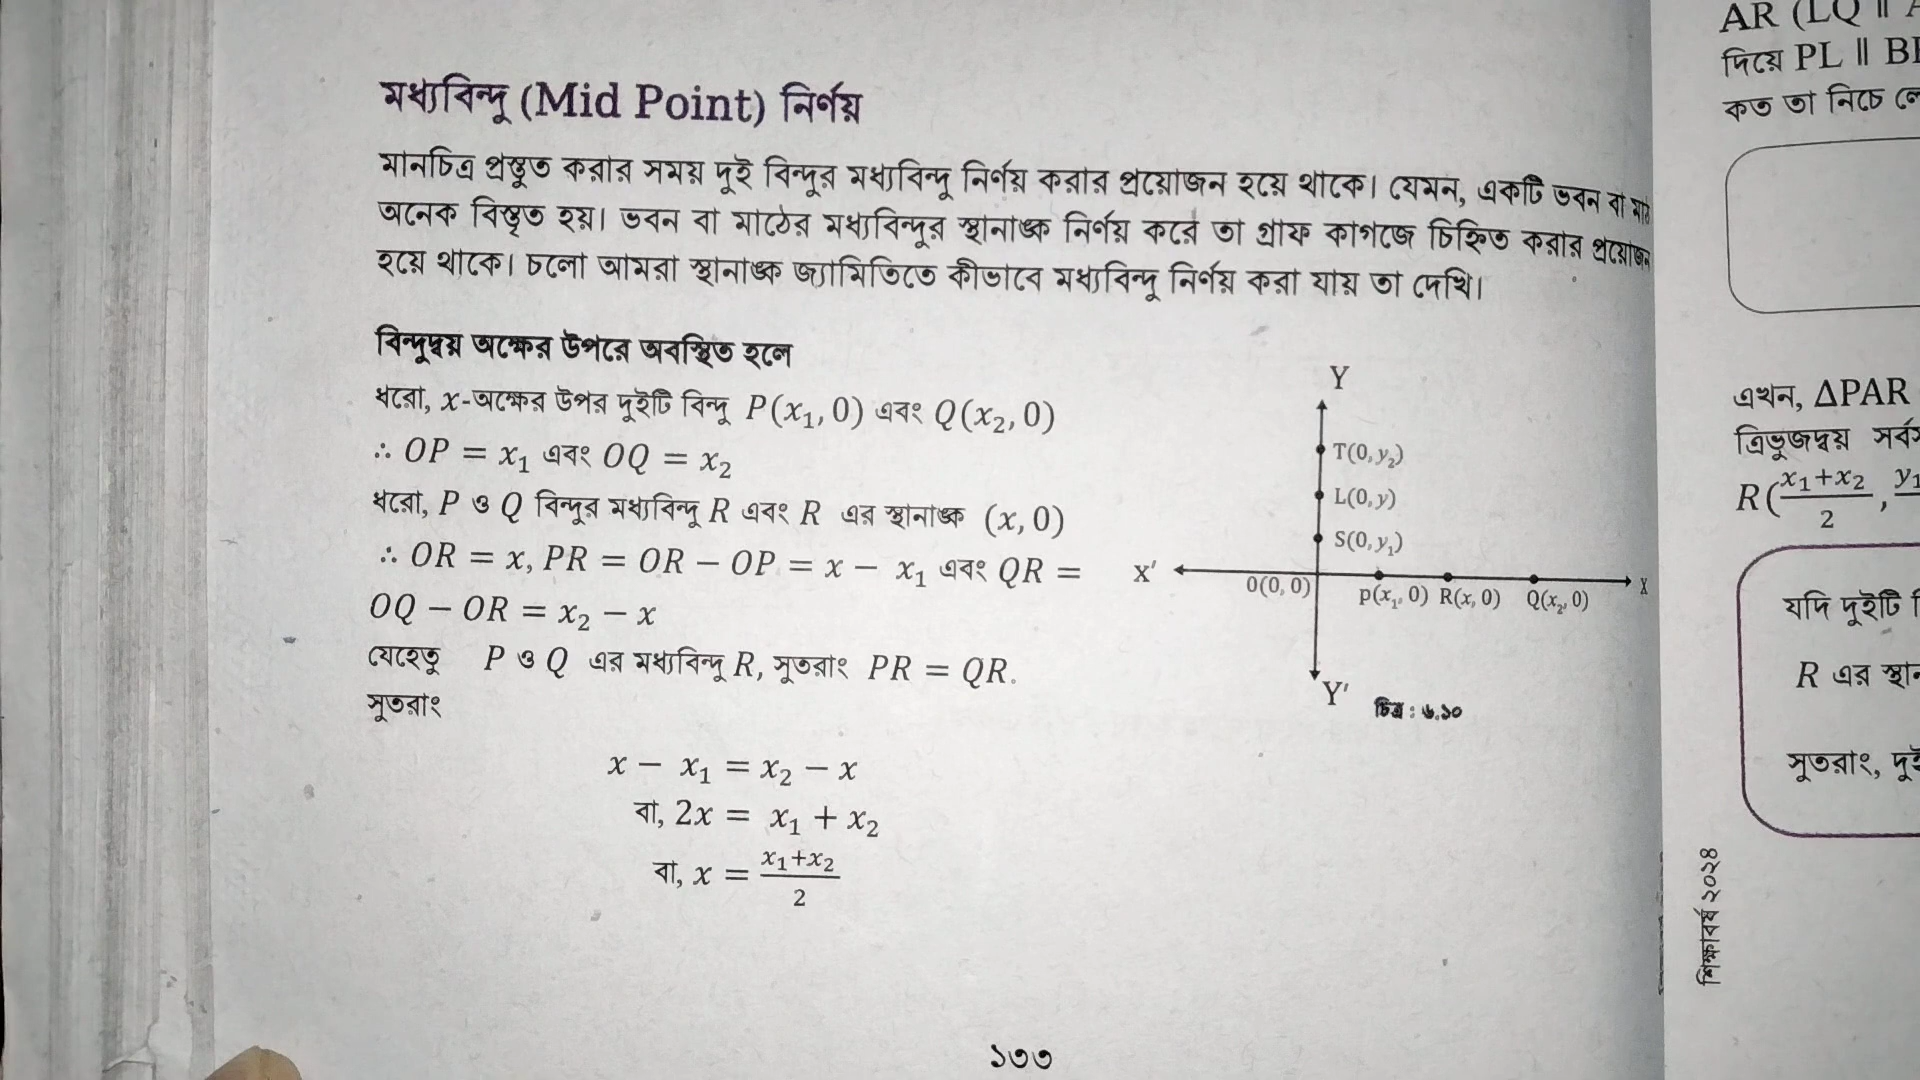 মধ্যবিন্দু (Mid Point) নির্ণয়
মানচিত্র প্রস্তুত করার সময় দুই বিন্দুর মধ্যবিন্দু নির্ণয় করার প্রয়োজন হয়ে থাকে। যেমন, একটি ভবন বা মাঠ
অনেক বিস্তৃত হয়। ভবন বা মাঠের মধ্যবিন্দুর স্থানাঙ্ক নির্ণয় করে তা গ্রাফ কাগজে চিহ্নিত করার প্রয়োজন
হয়ে থাকে। চলো আমরা স্থানাঙ্ক জ্যামিতিতে কীভাবে মধ্যবিন্দু নির্ণয় করা যায় তা দেখি।
বিন্দুদ্বয় অক্ষের উপরে অবস্থিত হলে
ধরো, x-অক্ষের উপর দুইটি বিন্দু P(x₁, 0) এবং Q(x₂, 0)
∴ OP = x₁ এবং OQ = x₂
ধরো, P ও Q বিন্দুর মধ্যবিন্দু R এবং R এর স্থানাঙ্ক (x, 0)
∴ OR = x, PR = OR − OP = x − x₁ এবং QR =
OQ − OR = x₂ − x
যেহেতু P ও Q এর মধ্যবিন্দু R, সুতরাং PR = QR.
সুতরাং
x − x₁ = x₂ − x
বা, 2x = x₁ + x₂
বা, x = (x₁+x₂)/2
Y
T(0, y₂)
L(0, y)
S(0, y₁)
X'
X
0(0, 0)
P(x₁, 0) R(x, 0) Q(x₂, 0)
Y'
চিত্র : ৬.১০
১৩৩
AR (LQ ||
দিয়ে PL ||
কত তা নিচে
এখন, ΔPAR
ত্রিভুজদ্বয়
R((x₁+x₂)/2,
যদি দুইটি
R এর
সুতরাং,
শিক্ষাবর্ষ ২০২৪